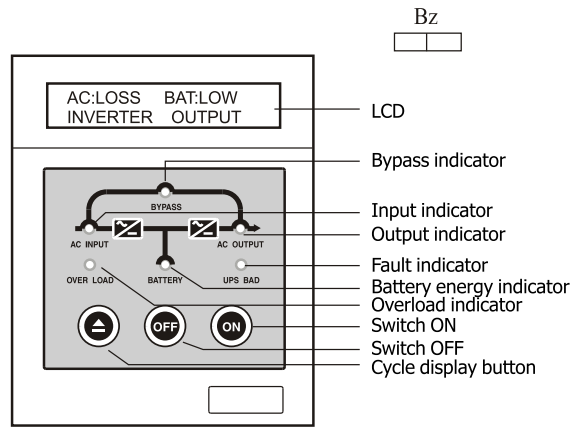 Bz
AC:LOSS BAT:LOW
INVERTER OUTPUT
LCD
Bypass indicator
BYPASS
Input indicator
Output indicator
AC INPUT
AC OUTPUT
Fault indicator
OVER LOAD
BATTERY
UPS BAD
Battery energy indicator
Overload indicator
OFF
ON
Switch ON
Switch OFF
Cycle display button